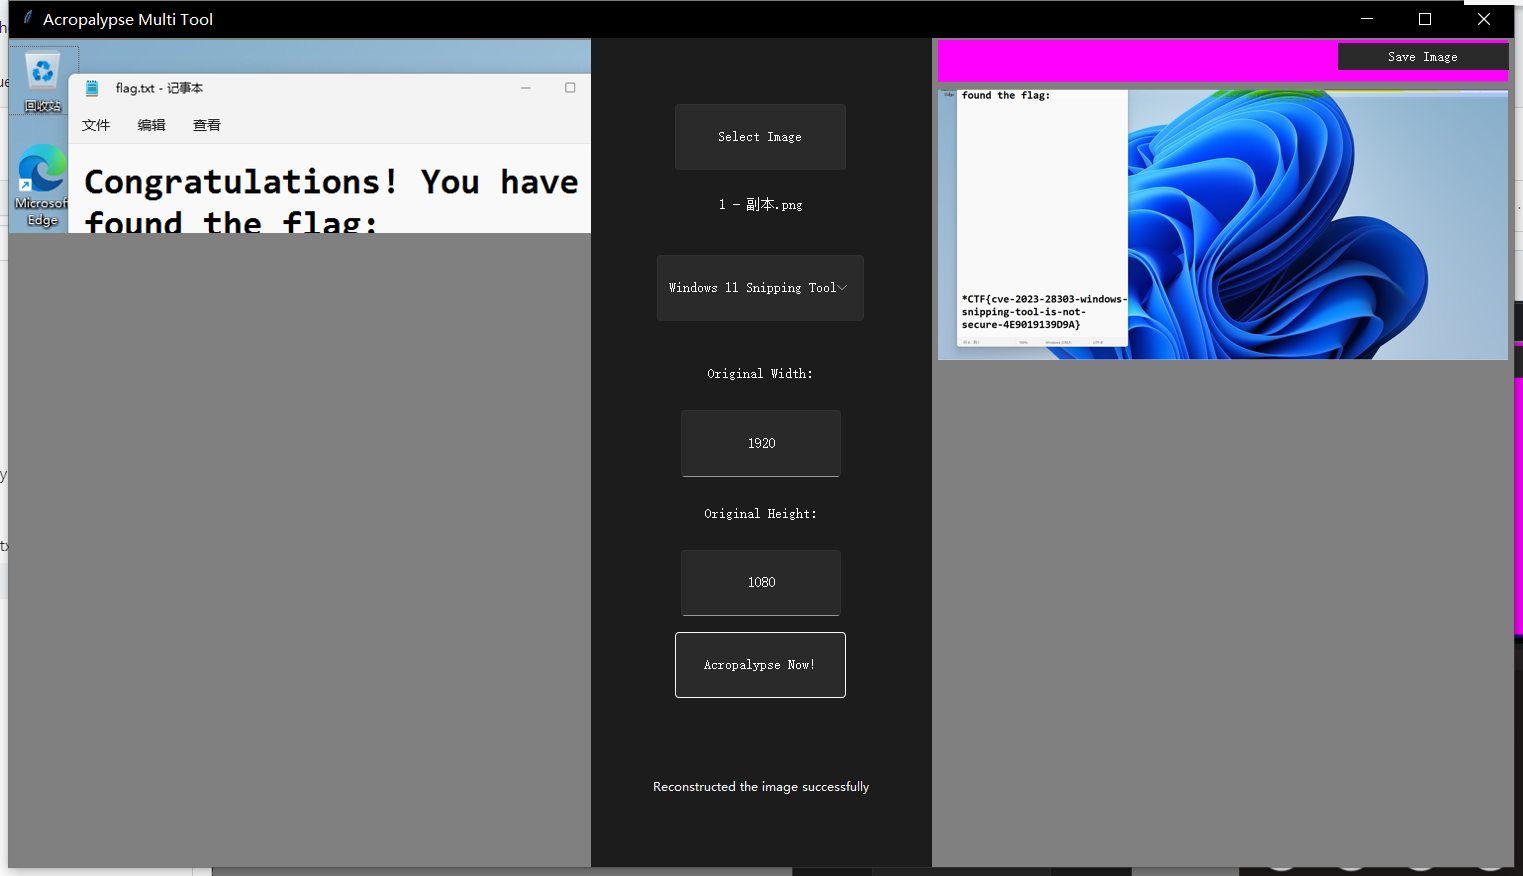 Acropalypse Multi Tool
回收站
flag.txt - 记事本
文件 编辑 查看
Congratulations! You have
found the flag:
Microsoft
Edge
Select Image
1 - 副本.png
Windows 11 Snipping Tool
Original Width:
1920
Original Height:
1080
Acropalypse Now!
Reconstructed the image successfully
Save Image
found the flag:
*CTF{cve-2023-28303-windows-
snipping-tool-is-not-
secure-4E9019139D9A}